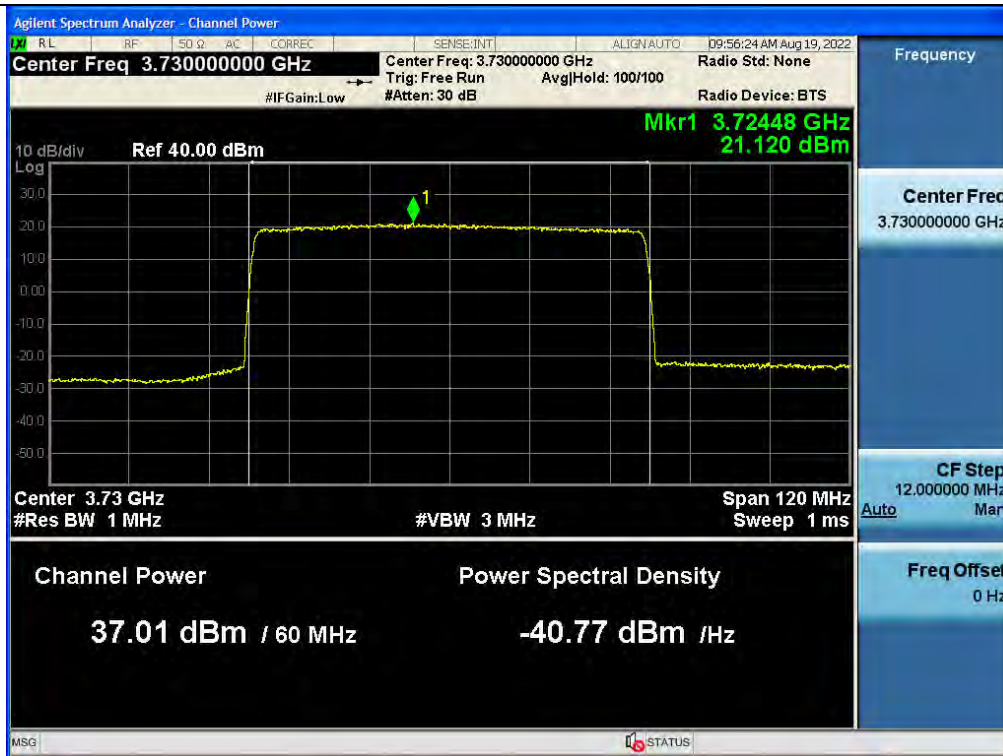 Agilent Spectrum Analyzer - Channel Power
LXI RL RF 50 Ω AC CORREC SENSE:INT ALIGNAUTO 09:56:24 AM Aug 19, 2022
Center Freq 3.730000000 GHz
Center Freq: 3.730000000 GHz
Radio Std: None
Trig: Free Run Avg|Hold: 100/100
#IFGain:Low
#Atten: 30 dB
Radio Device: BTS
Mkr1 3.72448 GHz
21.120 dBm
10 dB/div Ref 40.00 dBm
Log
30.0
20.0
10.0
0.00
-10.0
-20.0
-30.0
-40.0
-50.0
1
Center 3.73 GHz
Span 120 MHz
#Res BW 1 MHz
#VBW 3 MHz
Sweep 1 ms
Channel Power
37.01 dBm / 60 MHz
Power Spectral Density
-40.77 dBm /Hz
MSG
STATUS
Frequency
Center Freq
3.730000000 GHz
CF Step
12.000000 MHz
Auto Man
Freq Offset
0 Hz